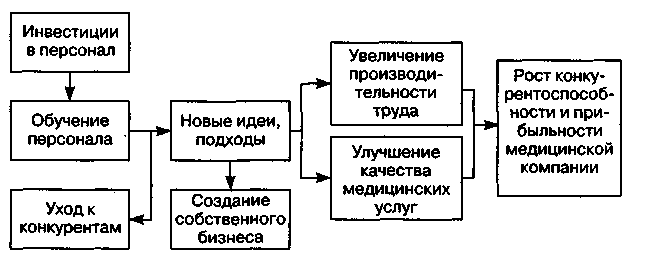 Инвестиции
в персонал
Обучение
персонала
Уход к
конкурентам
Новые идеи,
подходы
Создание
собственного
бизнеса
Увеличение
производи-
тельности
труда
Улучшение
качества
медицинских
услуг
Рост конку-
рентоспособ-
ности и при-
быльности
медицинской
компании